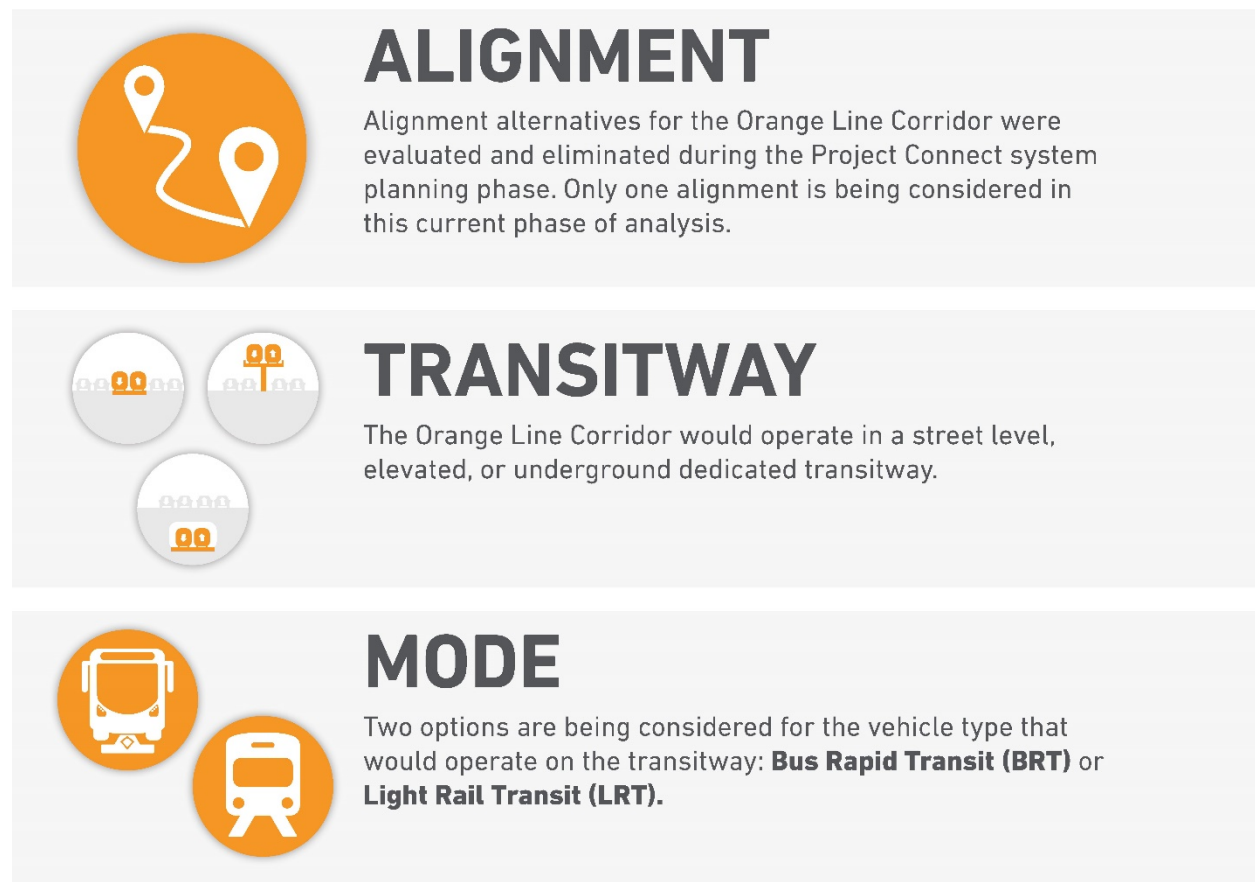 ALIGNMENT
Alignment alternatives for the Orange Line Corridor were
evaluated and eliminated during the Project Connect system
planning phase. Only one alignment is being considered in
this current phase of analysis.
TRANSITWAY
The Orange Line Corridor would operate in a street level,
elevated, or underground dedicated transitway.
MODE
Two options are being considered for the vehicle type that
would operate on the transitway: Bus Rapid Transit (BRT) or
Light Rail Transit (LRT).